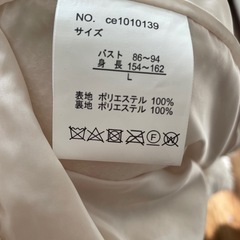 NO. ce1010139
サイズ
バスト 86～94
身長 154～162
L
表地 ポリエステル 100%
裏地 ポリエステル 100%
F W